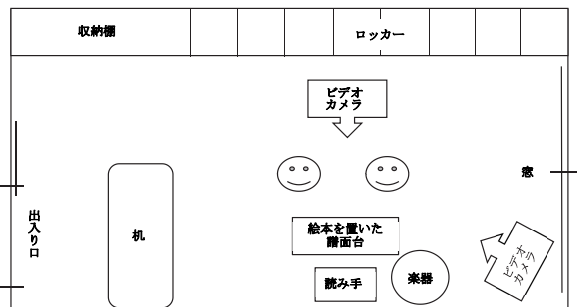 収納棚
ロッカー
ビデオ
カメラ
窓
出入り口
机
絵本を置いた
譜面台
読み手
楽器
ビデオ
カメラ